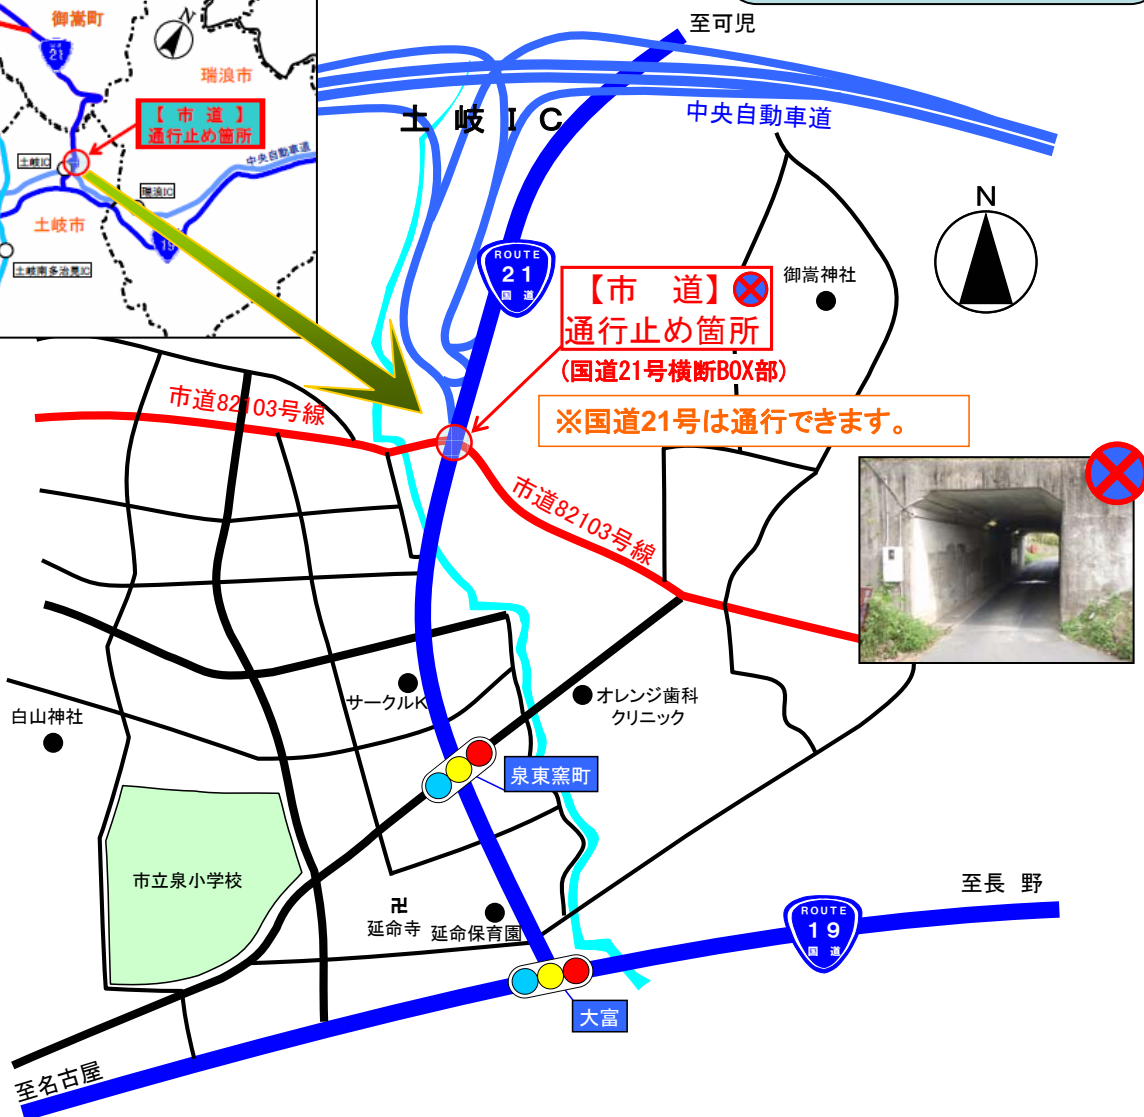 御嵩町
N
21
瑞浪市
【 市 道 】
通行止め箇所
土岐IC
中央自動車道
瑞浪IC
土岐市
19
土岐南多治見IC
至可児
土 岐 I C
中央自動車道
N
ROUTE
21
国 道
【市 道】
通行止め箇所
(国道21号横断BOX部)
御嵩神社
※国道21号は通行できます。
市道82103号線
市道82103号線
サークルK
オレンジ歯科
クリニック
白山神社
泉東窯町
市立泉小学校
卍
延命寺
延命保育園
至長 野
ROUTE
19
国 道
大富
至名古屋